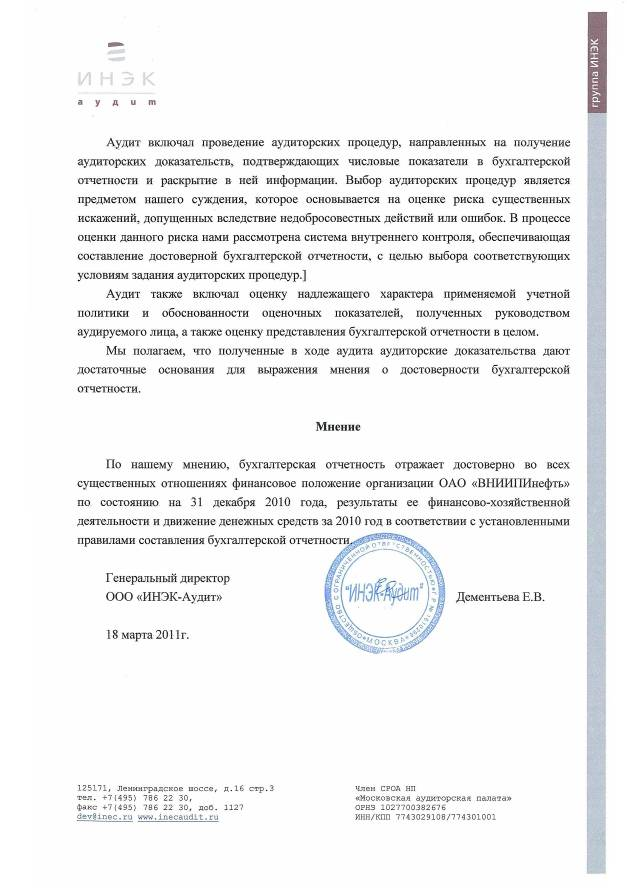 ИНЭК
аудит
группа ИНЭК
Аудит включал проведение аудиторских процедур, направленных на получение
аудиторских доказательств, подтверждающих числовые показатели в бухгалтерской
отчетности и раскрытие в ней информации. Выбор аудиторских процедур является
предметом нашего суждения, которое основывается на оценке риска существенных
искажений, допущенных вследствие недобросовестных действий или ошибок. В процессе
оценки данного риска нами рассмотрена система внутреннего контроля, обеспечивающая
составление достоверной бухгалтерской отчетности, с целью выбора соответствующих
условиям задания аудиторских процедур.]
Аудит также включал оценку надлежащего характера применяемой учетной
политики и обоснованности оценочных показателей, полученных руководством
аудируемого лица, а также оценку представления бухгалтерской отчетности в целом.
Мы полагаем, что полученные в ходе аудита аудиторские доказательства дают
достаточные основания для выражения мнения о достоверности бухгалтерской
отчетности.
Мнение
По нашему мнению, бухгалтерская отчетность отражает достоверно во всех
существенных отношениях финансовое положение организации ОАО «ВНИИПИнефть»
по состоянию на 31 декабря 2010 года, результаты ее финансово-хозяйственной
деятельности и движение денежных средств за 2010 год в соответствии с установленными
правилами составления бухгалтерской отчетности.
Генеральный директор
ООО «ИНЭК-Аудит»
ОБЩЕСТВО С ОГРАНИЧЕННОЙ ОТВЕТСТВЕННОСТЬЮ
"ИНЭК-Аудит"
МОСКВА
Дементьева Е.В.
18 марта 2011г.
125171, Ленинградское шоссе, д.16 стр.3
тел. +7(495) 786 22 30,
факс +7(495) 786 22 30, доб. 1127
dev@inec.ru www.inecaudit.ru
Член СРОА НП
«Московская аудиторская палата»
ОРНЗ 1027700382676
ИНН/КПП 7743029108/774301001